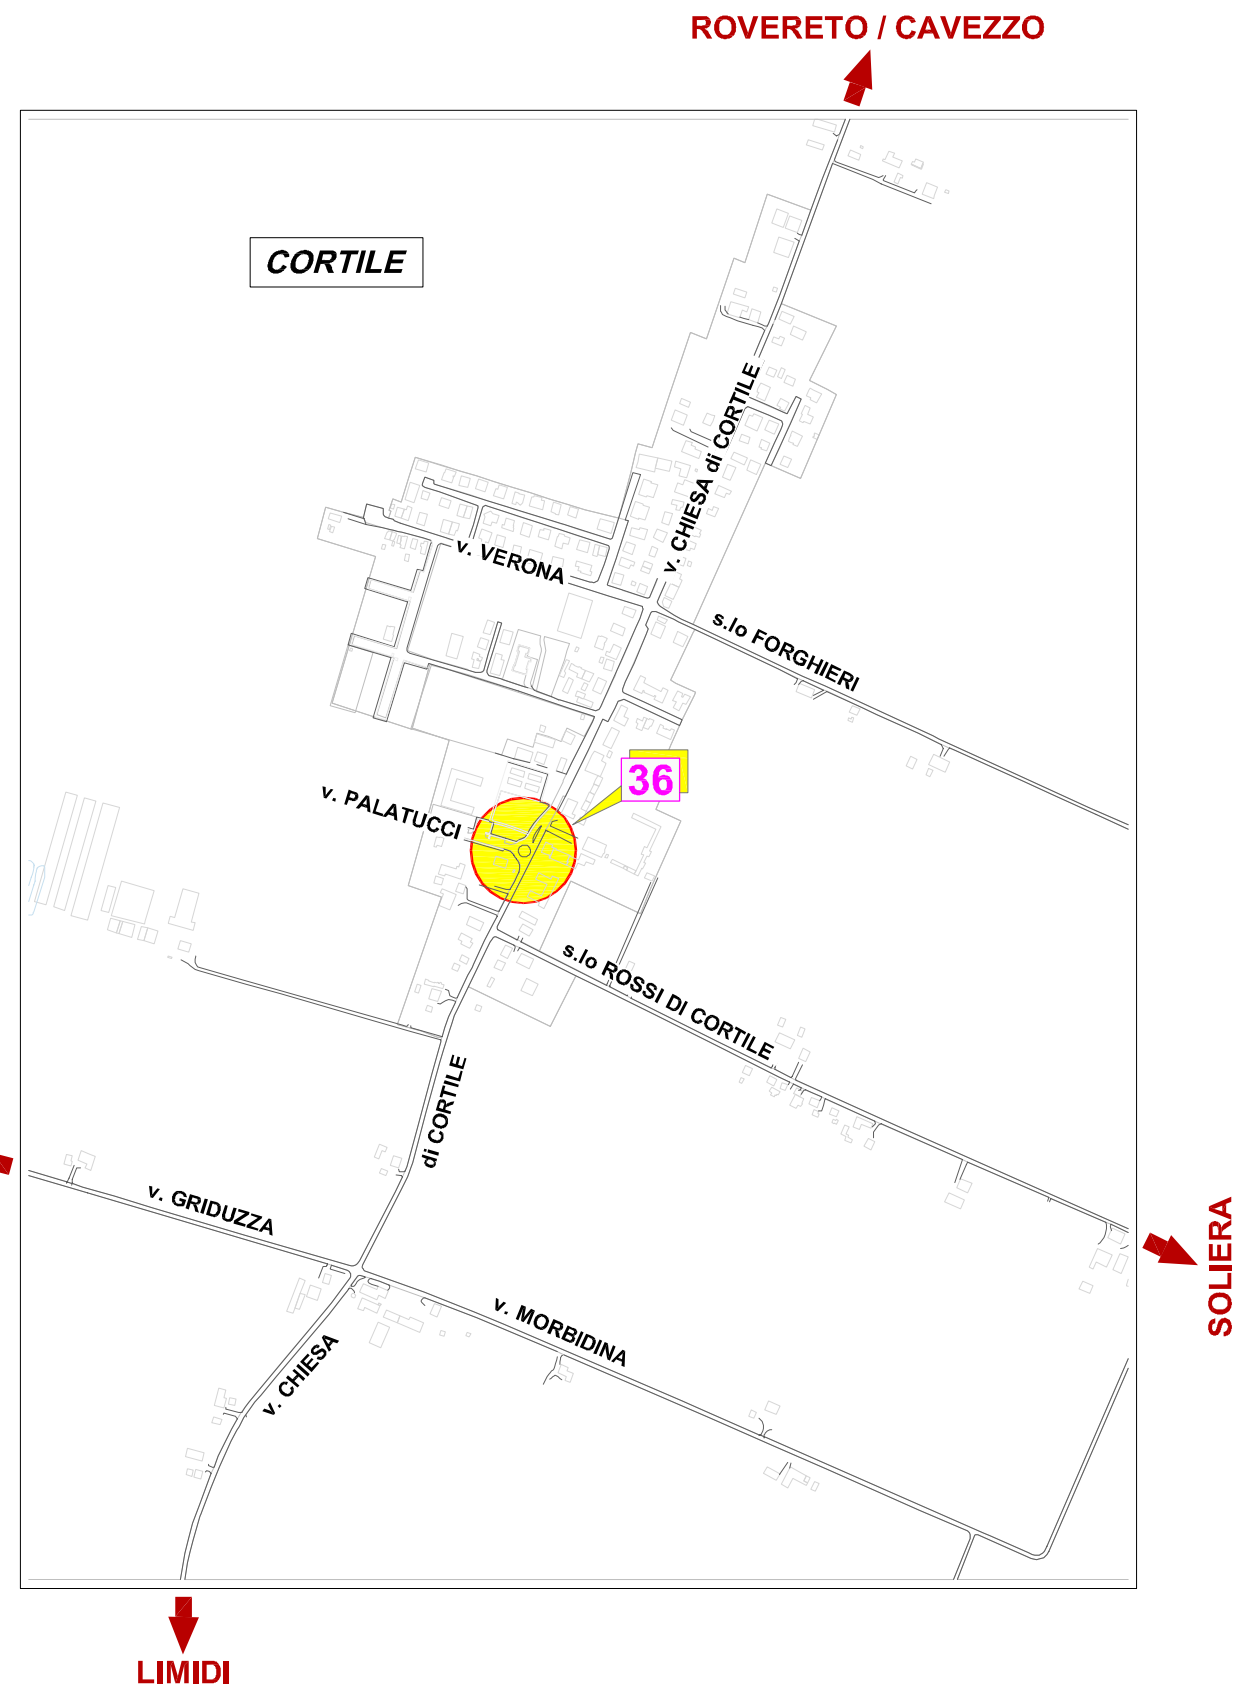 ROVERETO / CAVEZZO
CORTILE
v. CHIESA di CORTILE
v. VERONA
s.lo FORGHIERI
36
v. PALATUCCI
s.lo ROSSI DI CORTILE
di CORTILE
v. GRIDUZZA
SOLIERA
v. MORBIDINA
v. CHIESA
LIMIDI